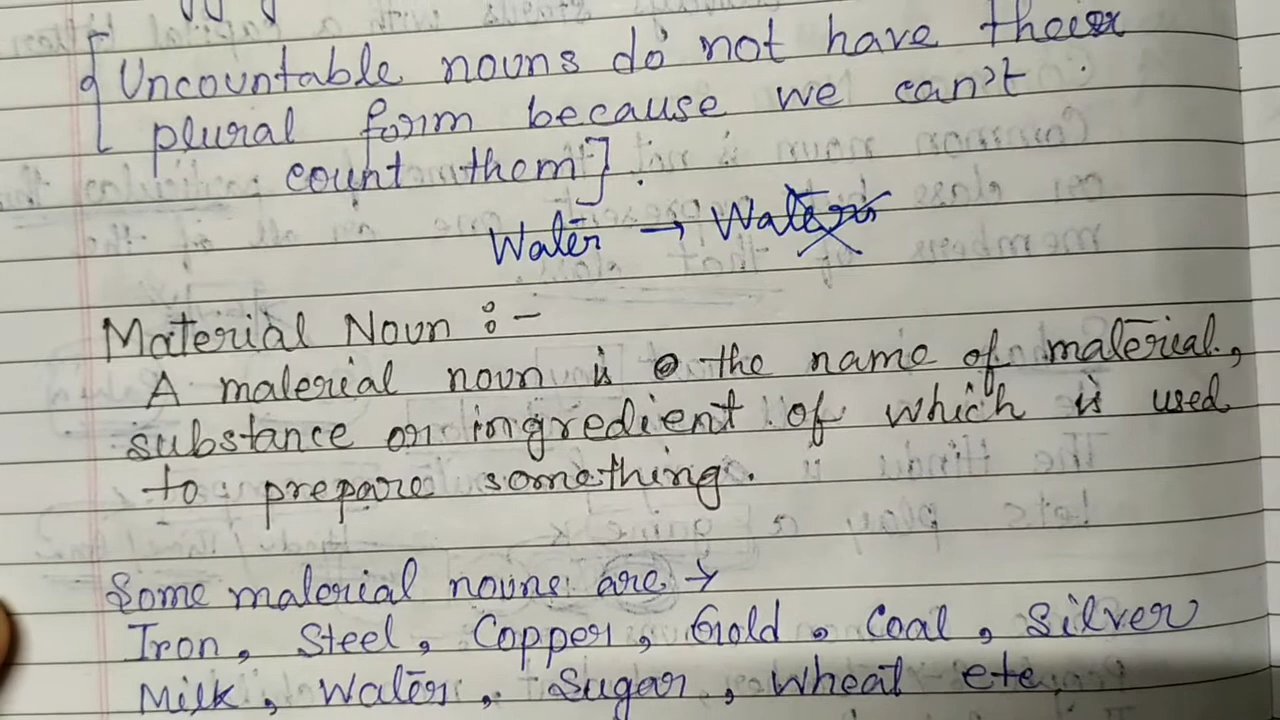 [Uncountable nouns do not have their
plural form because we can't
count them].
Water → Waters
Material Noun :-
A material noun is the name of material,
substance or ingredient of which is used
to prepare something.
Some material nouns are →
Iron, Steel, Copper, Gold, Coal, Silver
Milk, Water, Sugar, Wheat etc.